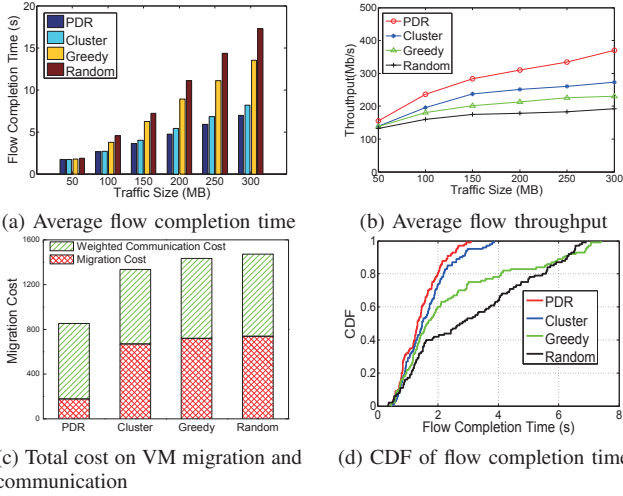 (a)
Flow Completion Time (s)
20
15
10
5
0
PDR
Cluster
Greedy
Random
50 100 150 200 250 300
Traffic Size (MB)
(a) Average flow completion time
(b)
Throuthput(Mb/s)
500
400
300
200
100
0
PDR
Cluster
Greedy
Random
50 100 150 200 250 300
Traffic Size (MB)
(b) Average flow throughput
Migration Cost
1600
1200
800
400
0
Weighted Communication Cost
Migration Cost
PDR Cluster Greedy Random
(c) Total cost on VM migration and
communication
CDF
1
0.8
0.6
0.4
0.2
0
PDR
Cluster
Greedy
Random
0 2 4 6 8
Flow Completion Time (s)
(d) CDF of flow completion time